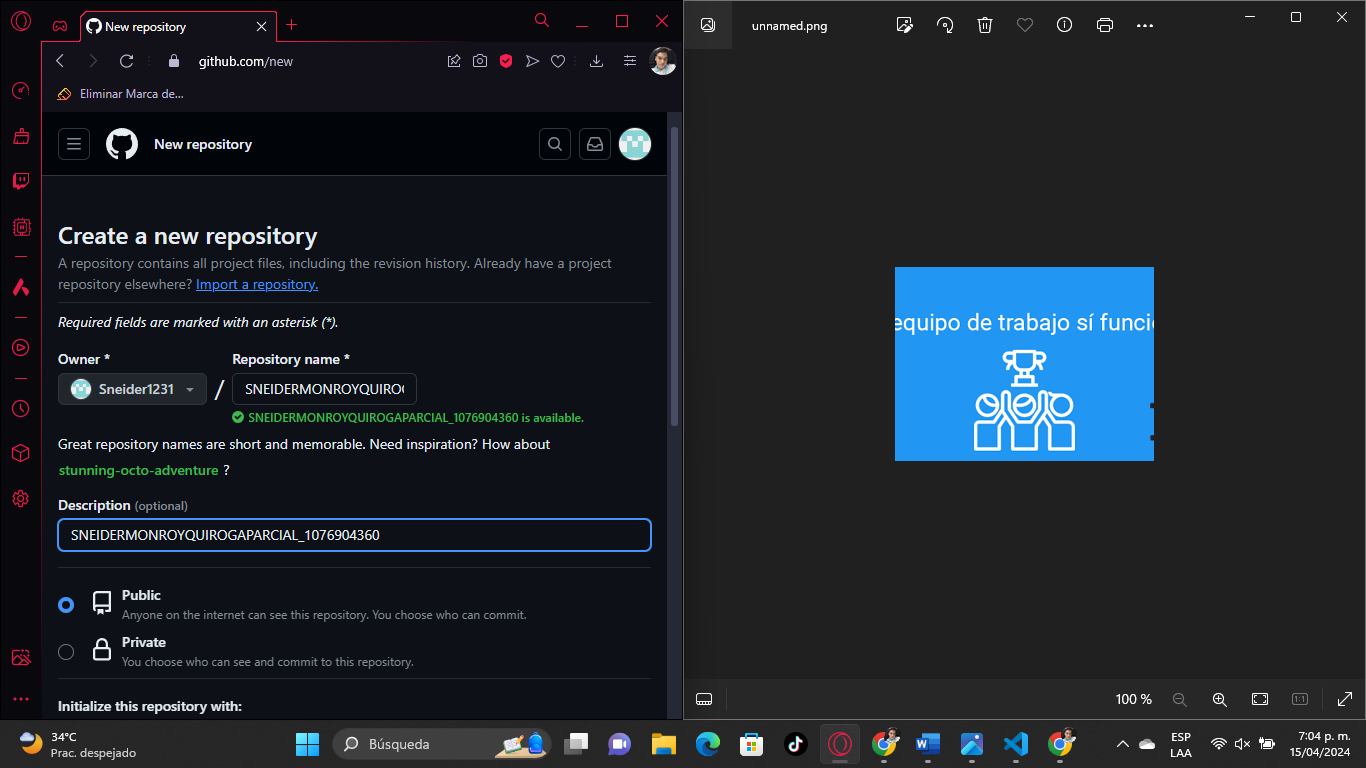 New repository
github.com/new
Eliminar Marca de...
New repository
Create a new repository
A repository contains all project files, including the revision history. Already have a project
repository elsewhere? Import a repository.
Required fields are marked with an asterisk (*).
Owner *
Repository name *
Sneider1231
/
SNEIDERMONROYQUIROG
SNEIDERMONROYQUIROGAPARCIAL_1076904360 is available.
Great repository names are short and memorable. Need inspiration? How about
stunning-octo-adventure ?
Description (optional)
SNEIDERMONROYQUIROGAPARCIAL_1076904360
Public
Anyone on the internet can see this repository. You choose who can commit.
Private
You choose who can see and commit to this repository.
Initialize this repository with:
unnamed.png
equipo de trabajo sí funcio
100 %
1:1
34°C
Prac. despejado
Búsqueda
ESP
LAA
7:04 p. m.
15/04/2024